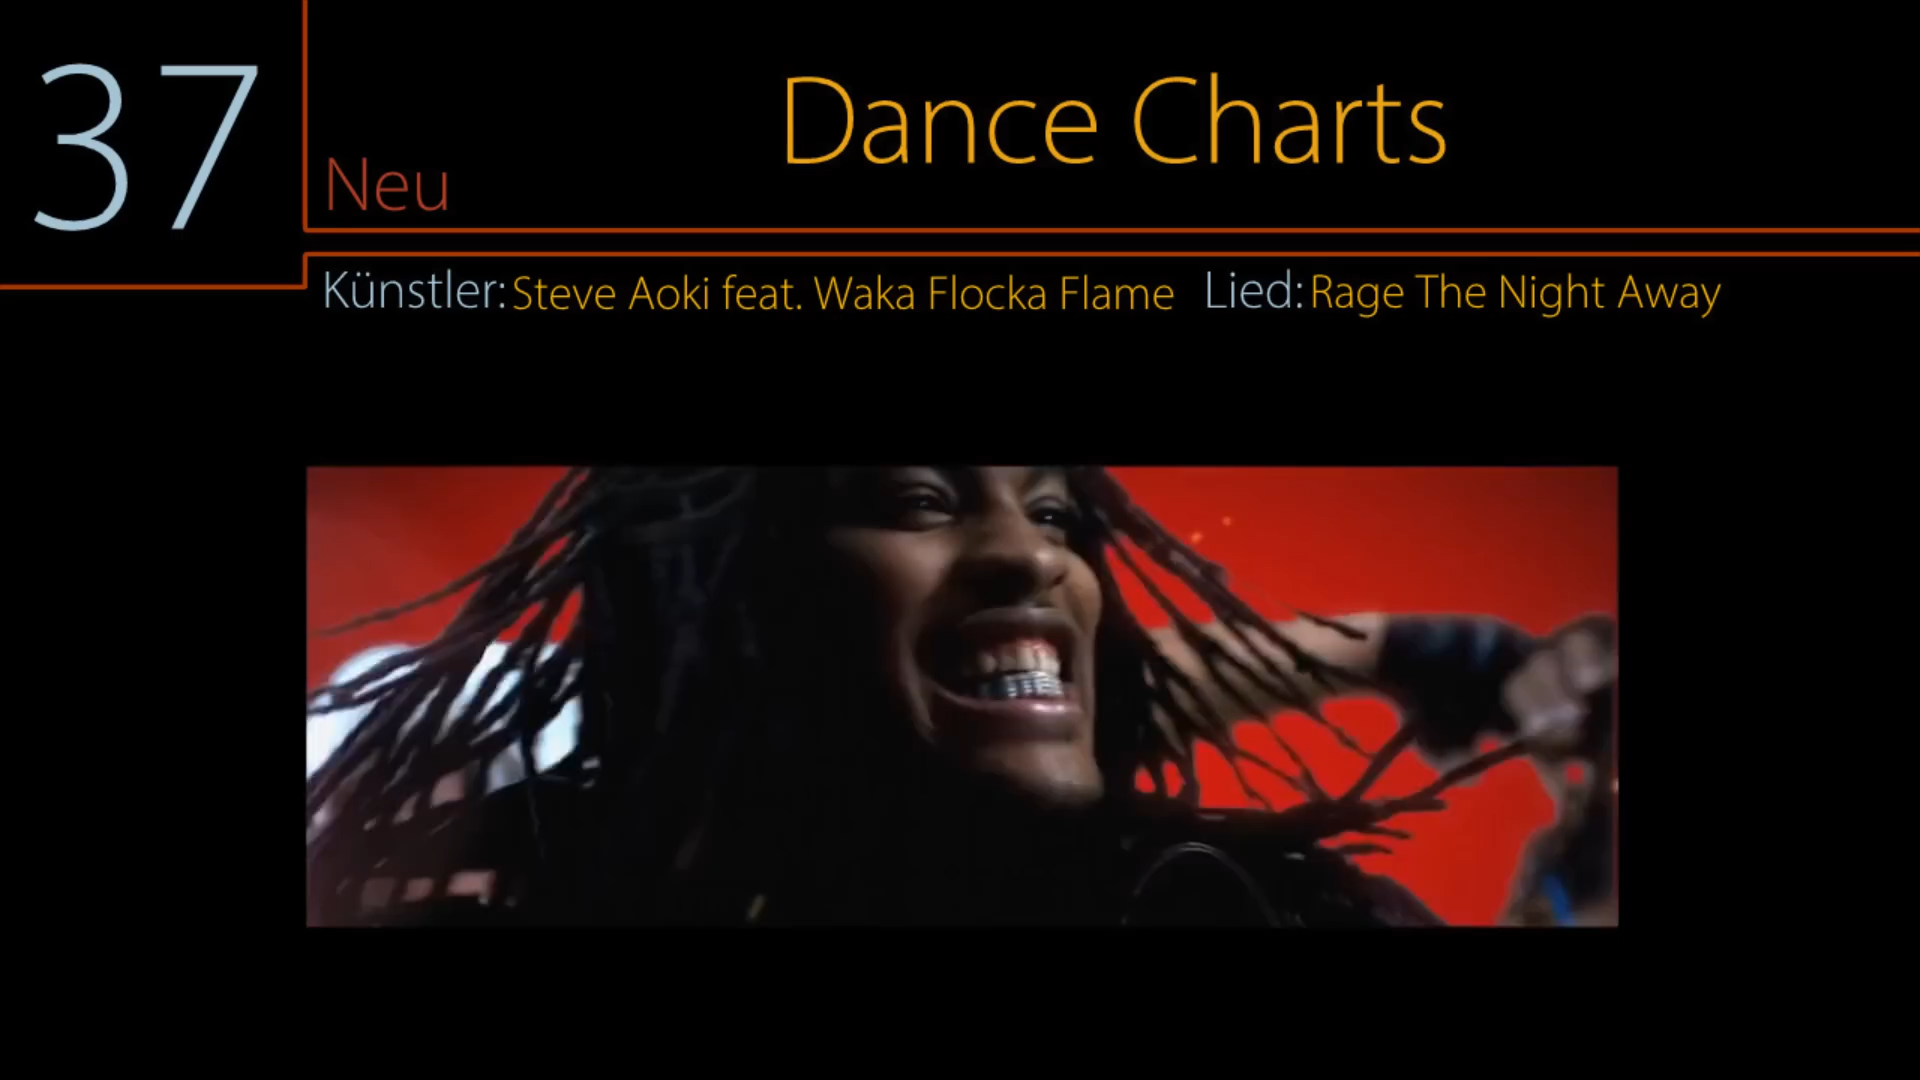 37
Neu
Dance Charts
Künstler: Steve Aoki feat. Waka Flocka Flame Lied: Rage The Night Away